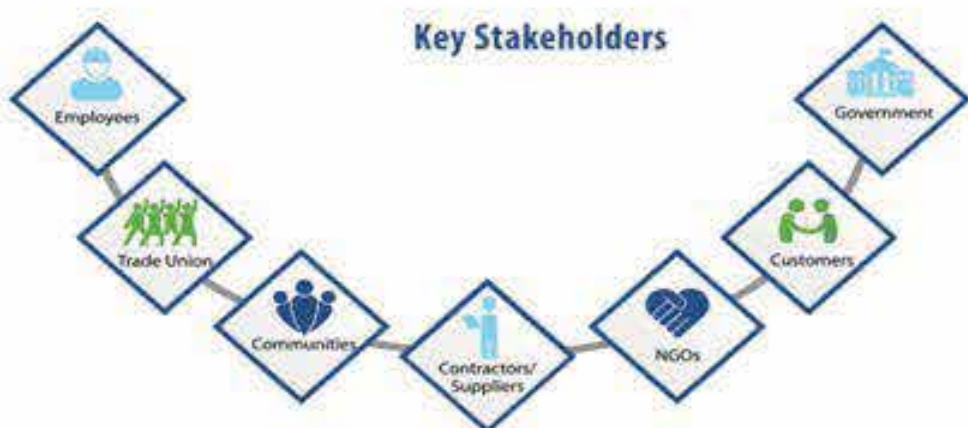 Key Stakeholders
Employees
Trade Union
Communities
Contractors/
Suppliers
NGOs
Customers
Government